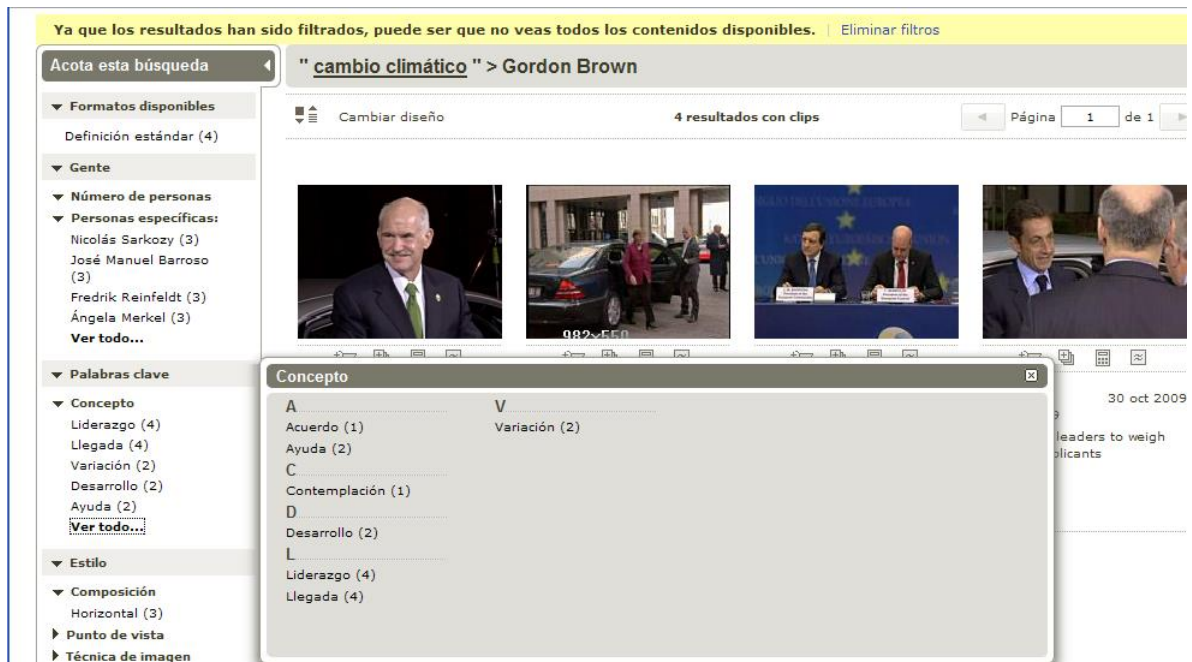 Ya que los resultados han sido filtrados, puede ser que no veas todos los contenidos disponibles. | Eliminar filtros
Acota esta búsqueda
" cambio climático " > Gordon Brown
Formatos disponibles
Definición estándar (4)
Gente
Número de personas
Personas específicas:
Nicolás Sarkozy (3)
José Manuel Barroso
(3)
Fredrik Reinfeldt (3)
Ángela Merkel (3)
Ver todo...
Palabras clave
Concepto
Liderazgo (4)
Llegada (4)
Variación (2)
Desarrollo (2)
Ayuda (2)
Ver todo...
Estilo
Composición
Horizontal (3)
Punto de vista
Técnica de imagen
Cambiar diseño
4 resultados con clips
Página 1 de 1
982x550
Concepto
A
Acuerdo (1)
Ayuda (2)
C
Contemplación (1)
D
Desarrollo (2)
L
Liderazgo (4)
Llegada (4)
V
Variación (2)
30 oct 2009
leaders to weigh